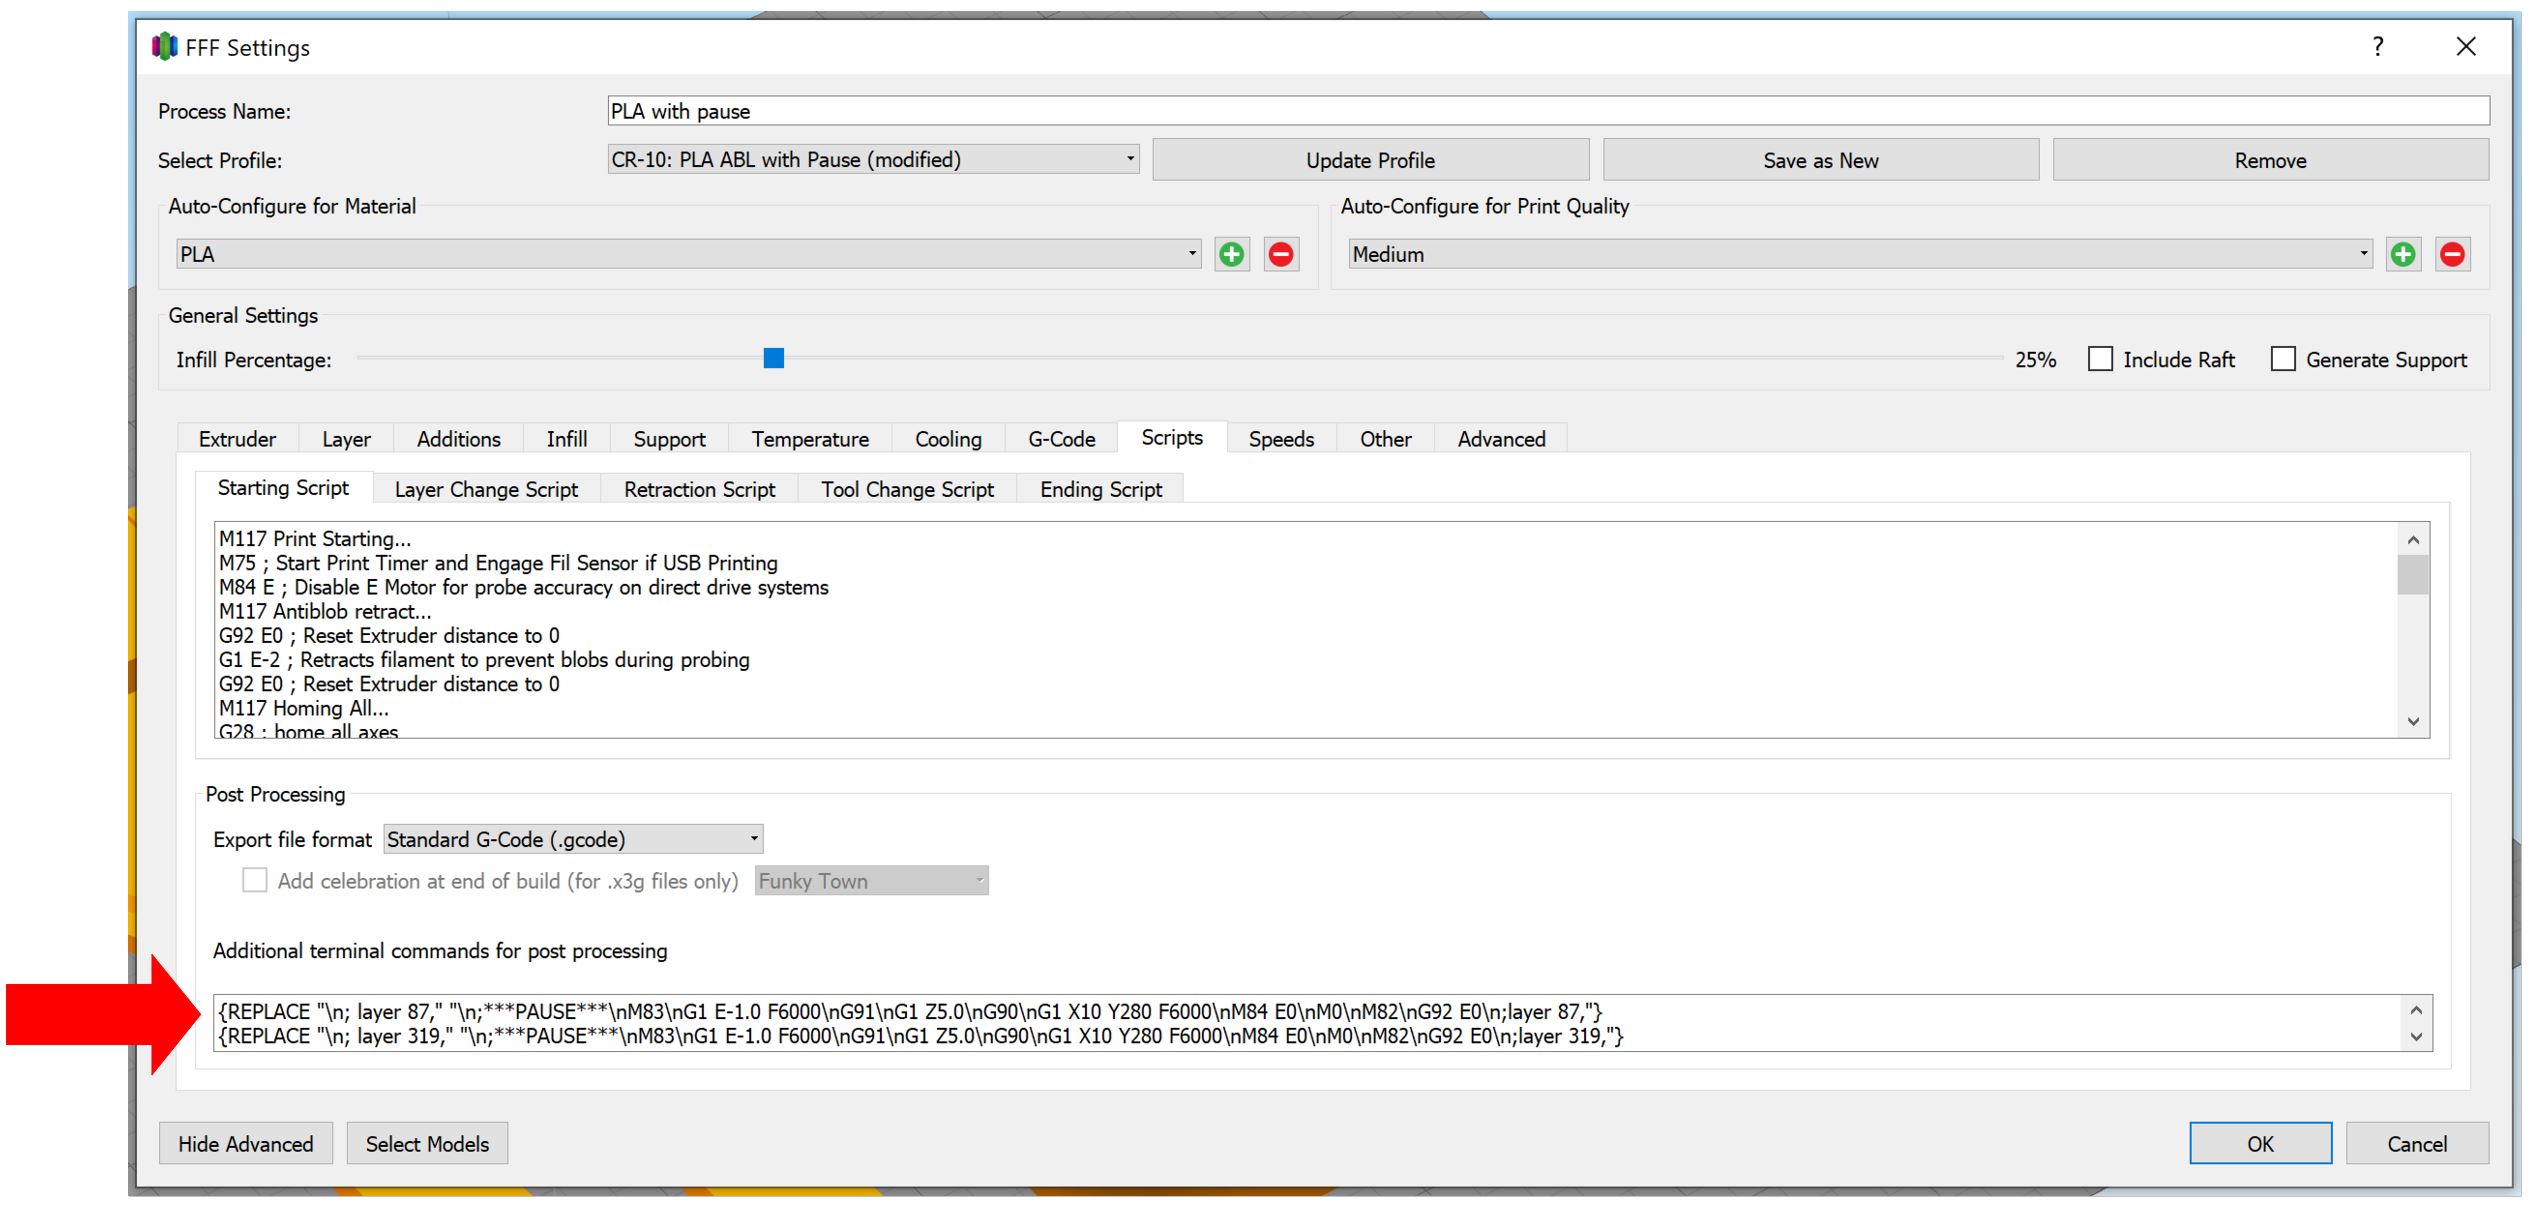 FFF Settings ?
Process Name: PLA with pause
Select Profile: CR-10: PLA ABL with Pause (modified) Update Profile Save as New Remove
Auto-Configure for Material Auto-Configure for Print Quality
PLA Medium
General Settings
Infill Percentage: 25% Include Raft Generate Support
Extruder Layer Additions Infill Support Temperature Cooling G-Code Scripts Speeds Other Advanced
Starting Script Layer Change Script Retraction Script Tool Change Script Ending Script
M117 Print Starting...
M75 ; Start Print Timer and Engage Fil Sensor if USB Printing
M84 E ; Disable E Motor for probe accuracy on direct drive systems
M117 Antiblob retract...
G92 E0 ; Reset Extruder distance to 0
G1 E-2 ; Retracts filament to prevent blobs during probing
G92 E0 ; Reset Extruder distance to 0
M117 Homing All...
G28 ; home all axes
Post Processing
Export file format Standard G-Code (.gcode)
Add celebration at end of build (for .x3g files only) Funky Town
Additional terminal commands for post processing
{REPLACE "\n; layer 87," "\n;***PAUSE***\nM83\nG1 E-1.0 F6000\nG91\nG1 Z5.0\nG90\nG1 X10 Y280 F6000\nM84 E0\nM0\nM82\nG92 E0\n;layer 87,"}
{REPLACE "\n; layer 319," "\n;***PAUSE***\nM83\nG1 E-1.0 F6000\nG91\nG1 Z5.0\nG90\nG1 X10 Y280 F6000\nM84 E0\nM0\nM82\nG92 E0\n;layer 319,"}
Hide Advanced Select Models OK Cancel